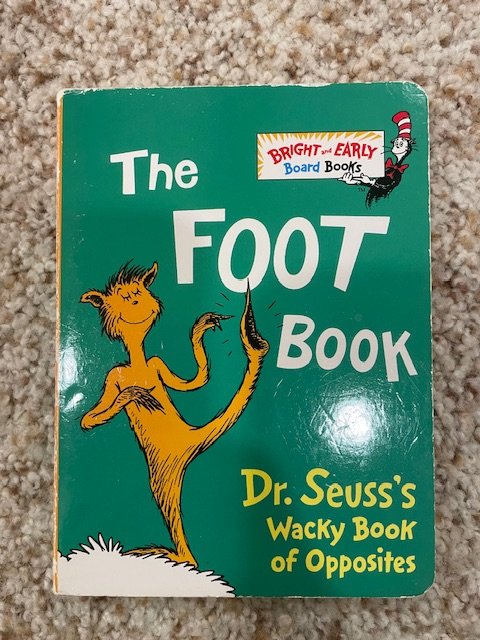 BRIGHT and EARLY
Board Books
The
FOOT
BOOK
Dr. Seuss's
Wacky Book
of Opposites